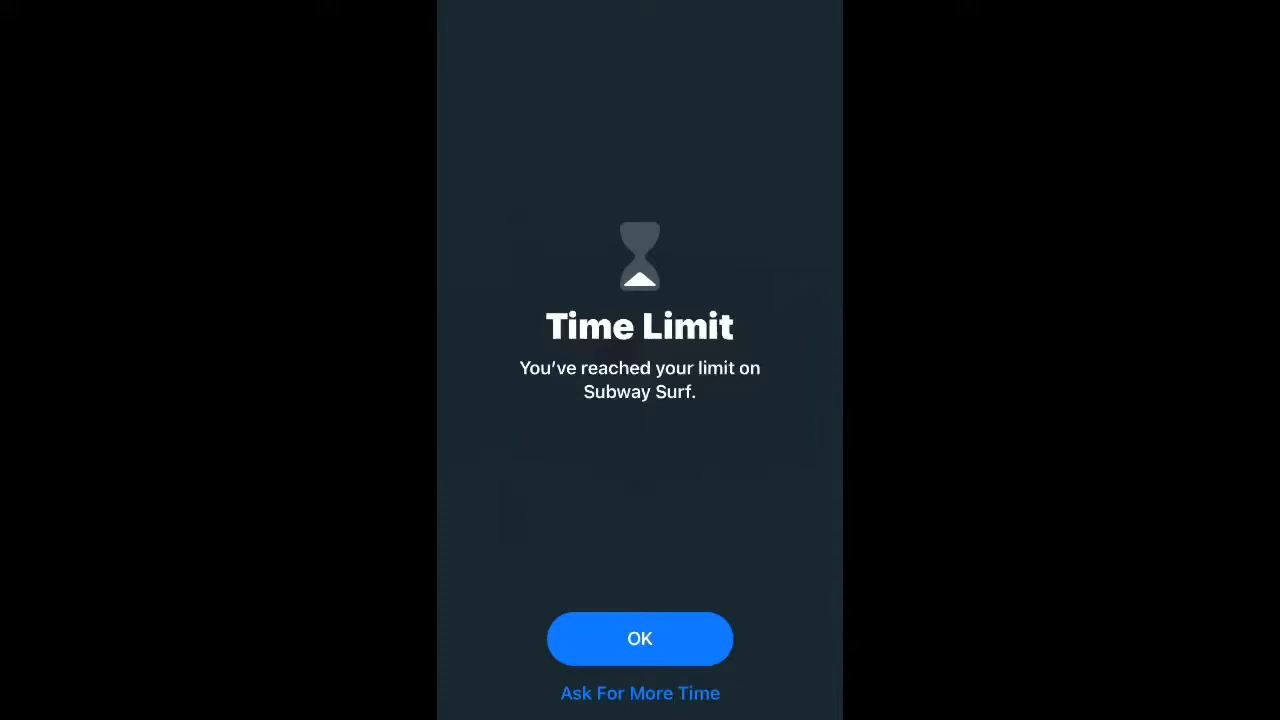 Time Limit
You’ve reached your limit on
Subway Surf.
OK
Ask For More Time